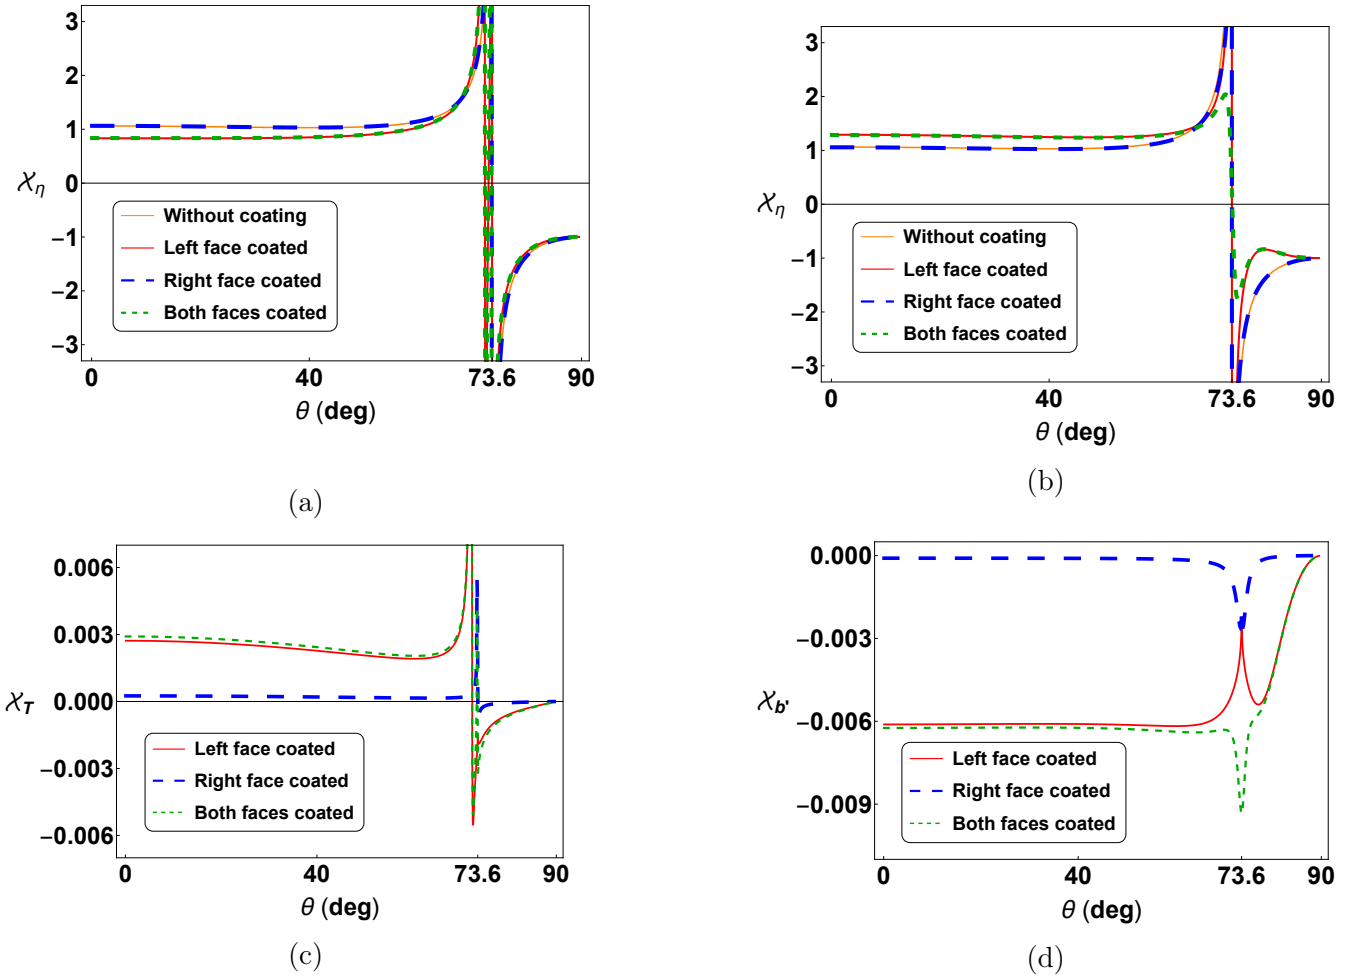 3
2
1
0
−1
−2
−3
χη
Without coating
Left face coated
Right face coated
Both faces coated
0
40
73.6
90
θ (deg)
(a)
3
2
1
0
−1
−2
−3
χη
Without coating
Left face coated
Right face coated
Both faces coated
0
40
73.6
90
θ (deg)
(b)
0.006
0.003
0.000
−0.003
−0.006
χT
Left face coated
Right face coated
Both faces coated
0
40
73.6
90
θ (deg)
(c)
0.000
−0.003
−0.006
−0.009
χb'
Left face coated
Right face coated
Both faces coated
0
40
73.6
90
θ (deg)
(d)